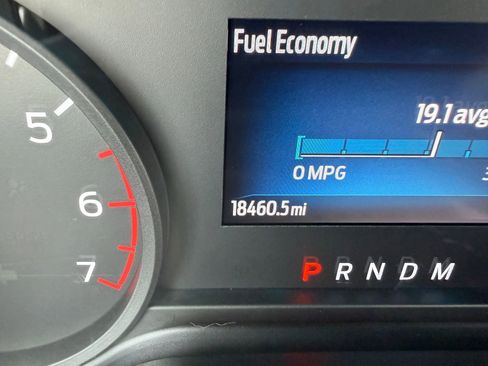 Fuel Economy
5
19.1 avg
6
0 MPG
18460.5 mi
7
P R N D M